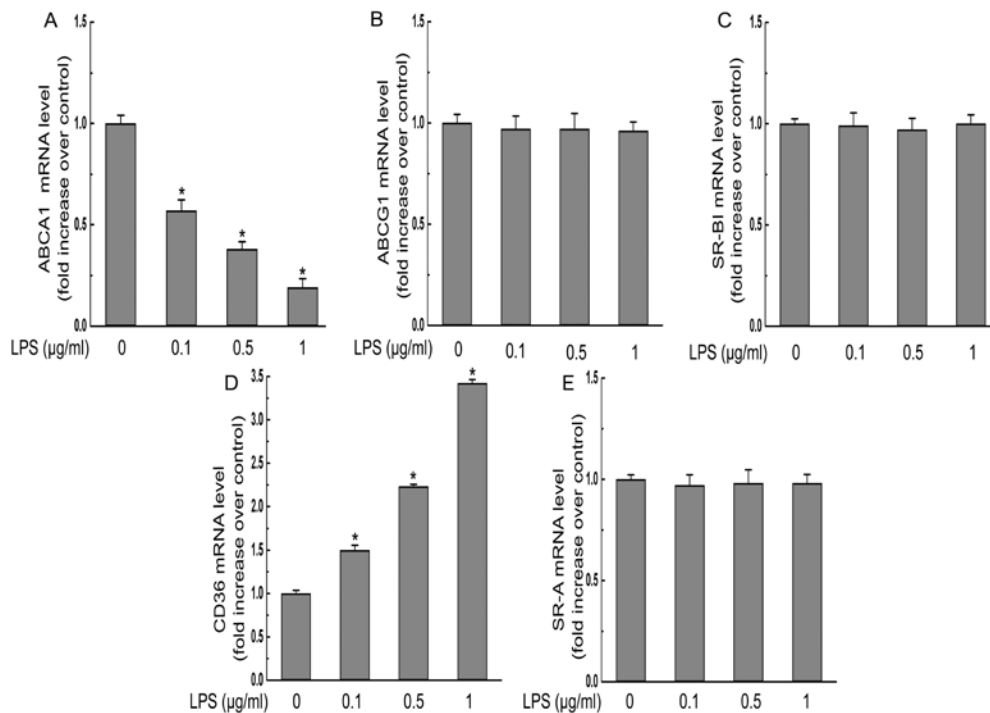 A
ABCA1 mRNA level
(fold increase over control)
1.5
1.0
0.5
0.0
* * *
LPS (µg/ml) 0 0.1 0.5 1
B
ABCG1 mRNA level
(fold increase over control)
1.5
1.0
0.5
0.0
LPS (µg/ml) 0 0.1 0.5 1
C
SR-BI mRNA level
(fold increase over control)
1.5
1.0
0.5
0.0
LPS (µg/ml) 0 0.1 0.5 1
D
CD36 mRNA level
(fold increase over control)
3.5
3.0
2.5
2.0
1.5
1.0
0.5
0.0
* * *
LPS (µg/ml) 0 0.1 0.5 1
E
SR-A mRNA level
(fold increase over control)
1.5
1.0
0.5
0.0
LPS (µg/ml) 0 0.1 0.5 1